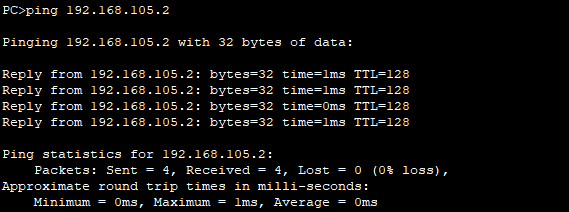 PC>ping 192.168.105.2
Pinging 192.168.105.2 with 32 bytes of data:
Reply from 192.168.105.2: bytes=32 time=1ms TTL=128
Reply from 192.168.105.2: bytes=32 time=1ms TTL=128
Reply from 192.168.105.2: bytes=32 time=0ms TTL=128
Reply from 192.168.105.2: bytes=32 time=1ms TTL=128
Ping statistics for 192.168.105.2:
Packets: Sent = 4, Received = 4, Lost = 0 (0% loss),
Approximate round trip times in milli-seconds:
Minimum = 0ms, Maximum = 1ms, Average = 0ms